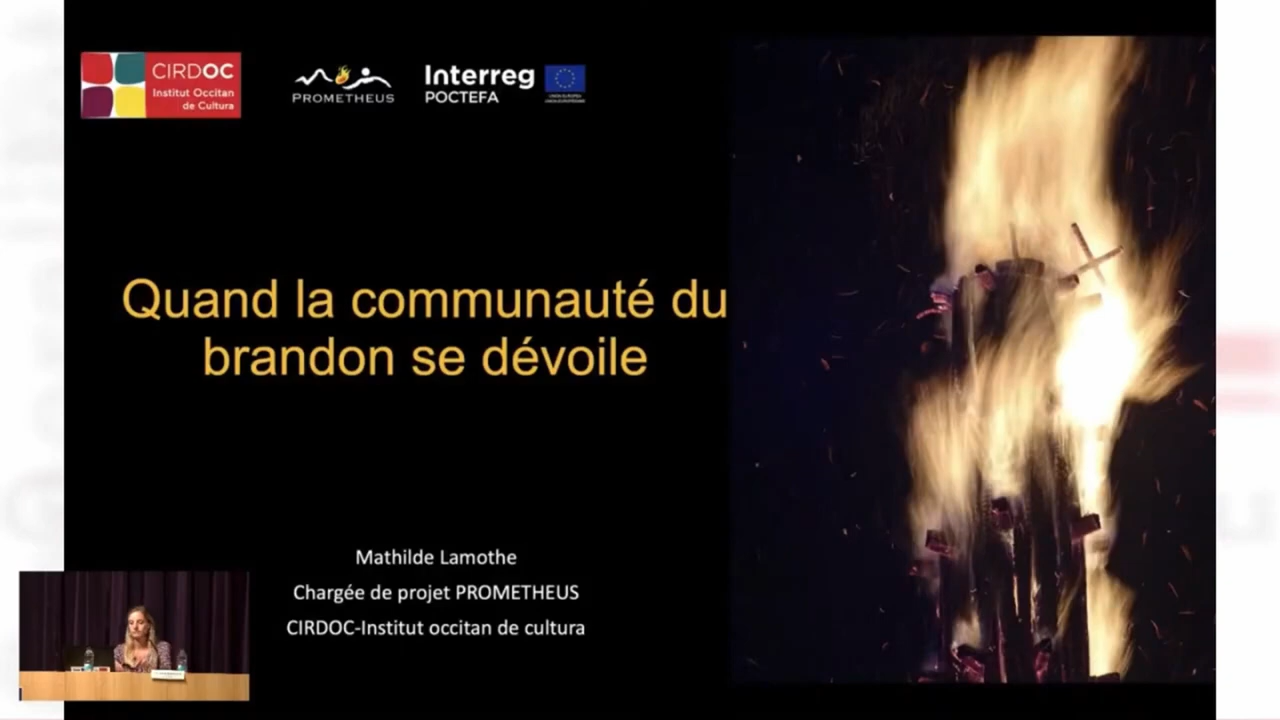 CIRDOC
Institut Occitan
de Cultura
PROMETHEUS
Interreg
POCTEFA
Quand la communauté du
brandon se dévoile
Mathilde Lamothe
Chargée de projet PROMETHEUS
CIRDOC-Institut occitan de cultura